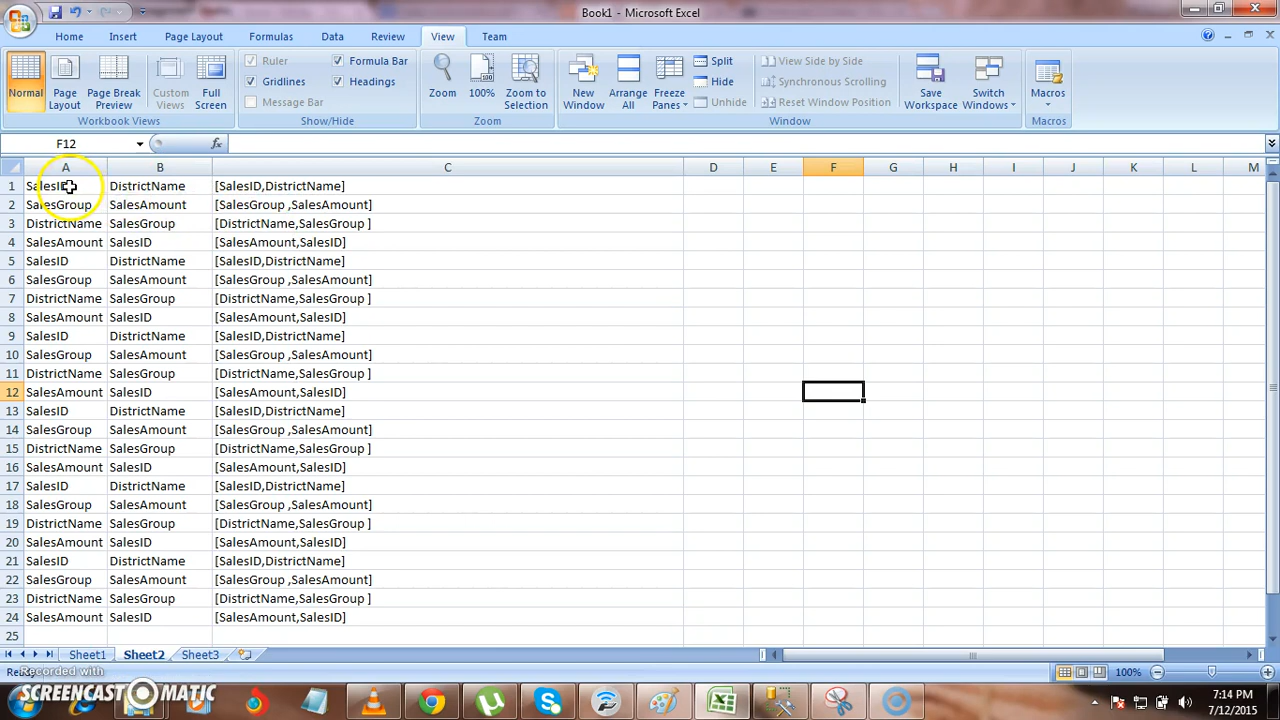 Book1 - Microsoft Excel
Home Insert Page Layout Formulas Data Review View Team
Normal
Page Layout
Page Break Preview
Custom Views
Full Screen
Workbook Views
Ruler
Gridlines
Message Bar
Formula Bar
Headings
Show/Hide
Zoom
100%
Zoom to Selection
Zoom
New Window
Arrange All
Freeze Panes
Split
Hide
Unhide
View Side by Side
Synchronous Scrolling
Reset Window Position
Window
Save Workspace
Switch Windows
Macros
Macros
F12 fx
A B C D E F G H I J K L M
1 SalesID DistrictName [SalesID,DistrictName]
2 SalesGroup SalesAmount [SalesGroup ,SalesAmount]
3 DistrictName SalesGroup [DistrictName,SalesGroup ]
4 SalesAmount SalesID [SalesAmount,SalesID]
5 SalesID DistrictName [SalesID,DistrictName]
6 SalesGroup SalesAmount [SalesGroup ,SalesAmount]
7 DistrictName SalesGroup [DistrictName,SalesGroup ]
8 SalesAmount SalesID [SalesAmount,SalesID]
9 SalesID DistrictName [SalesID,DistrictName]
10 SalesGroup SalesAmount [SalesGroup ,SalesAmount]
11 DistrictName SalesGroup [DistrictName,SalesGroup ]
12 SalesAmount SalesID [SalesAmount,SalesID]
13 SalesID DistrictName [SalesID,DistrictName]
14 SalesGroup SalesAmount [SalesGroup ,SalesAmount]
15 DistrictName SalesGroup [DistrictName,SalesGroup ]
16 SalesAmount SalesID [SalesAmount,SalesID]
17 SalesID DistrictName [SalesID,DistrictName]
18 SalesGroup SalesAmount [SalesGroup ,SalesAmount]
19 DistrictName SalesGroup [DistrictName,SalesGroup ]
20 SalesAmount SalesID [SalesAmount,SalesID]
21 SalesID DistrictName [SalesID,DistrictName]
22 SalesGroup SalesAmount [SalesGroup ,SalesAmount]
23 DistrictName SalesGroup [DistrictName,SalesGroup ]
24 SalesAmount SalesID [SalesAmount,SalesID]
25
Sheet1 Sheet2 Sheet3
Ready 100%
Recorded with
SCREENCAST MATIC
7:14 PM
7/12/2015